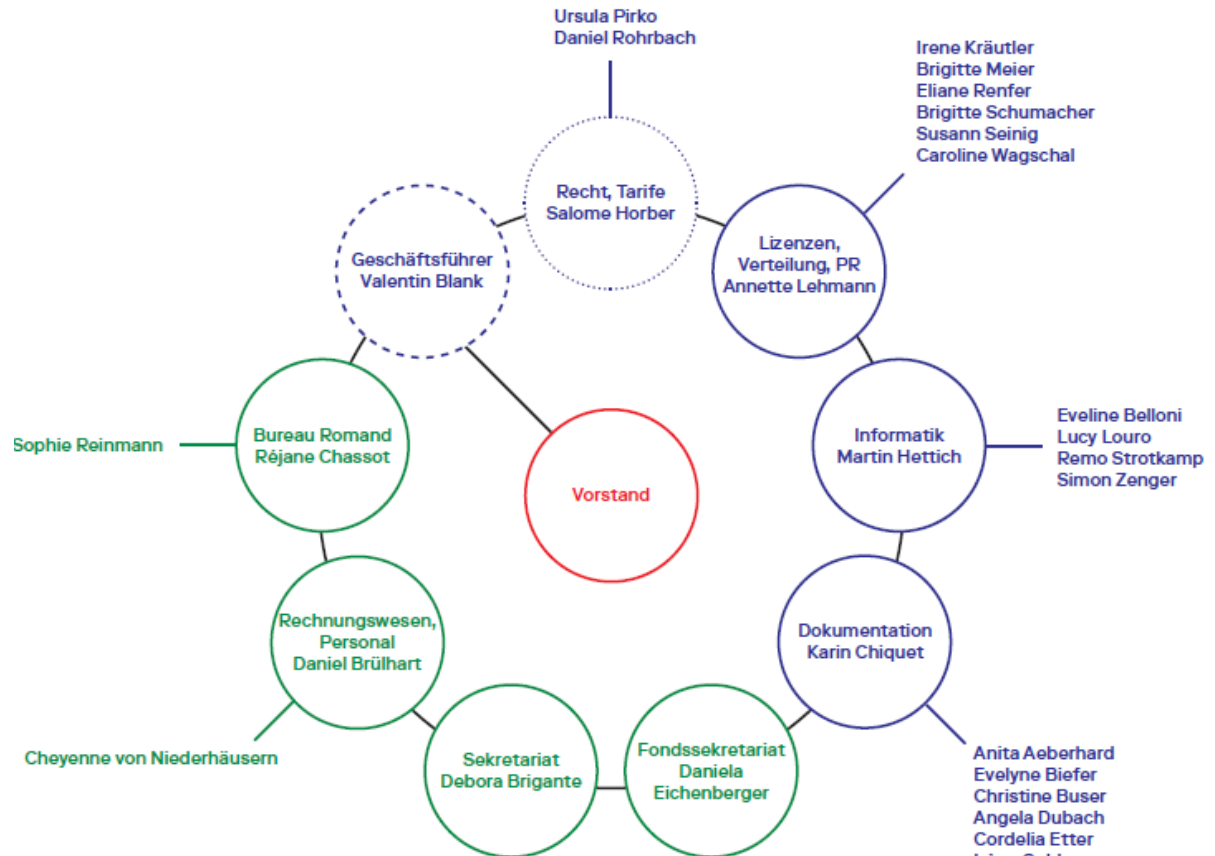 Ursula Pirko
Daniel Rohrbach
Irene Kräutler
Brigitte Meier
Eliane Renfer
Brigitte Schumacher
Susann Seinig
Caroline Wagschal
Recht, Tarife
Salome Horber
Geschäftsführer
Valentin Blank
Lizenzen,
Verteilung, PR
Annette Lehmann
Sophie Reinmann
Bureau Romand
Réjane Chassot
Vorstand
Informatik
Martin Hettich
Eveline Belloni
Lucy Louro
Remo Strotkamp
Simon Zenger
Rechnungswesen,
Personal
Daniel Brülhart
Dokumentation
Karin Chiquet
Cheyenne von Niederhäusern
Sekretariat
Debora Brigante
Fondssekretariat
Daniela
Eichenberger
Anita Aeberhard
Evelyne Biefer
Christine Buser
Angela Dubach
Cordelia Etter